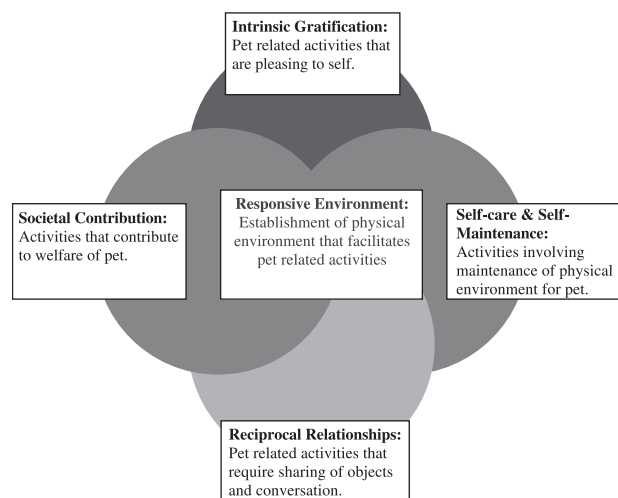 Intrinsic Gratification:
Pet related activities that
are pleasing to self.
Societal Contribution:
Activities that contribute
to welfare of pet.
Responsive Environment:
Establishment of physical
environment that facilitates
pet related activities
Self-care & Self-
Maintenance:
Activities involving
maintenance of physical
environment for pet.
Reciprocal Relationships:
Pet related activities that
require sharing of objects
and conversation.